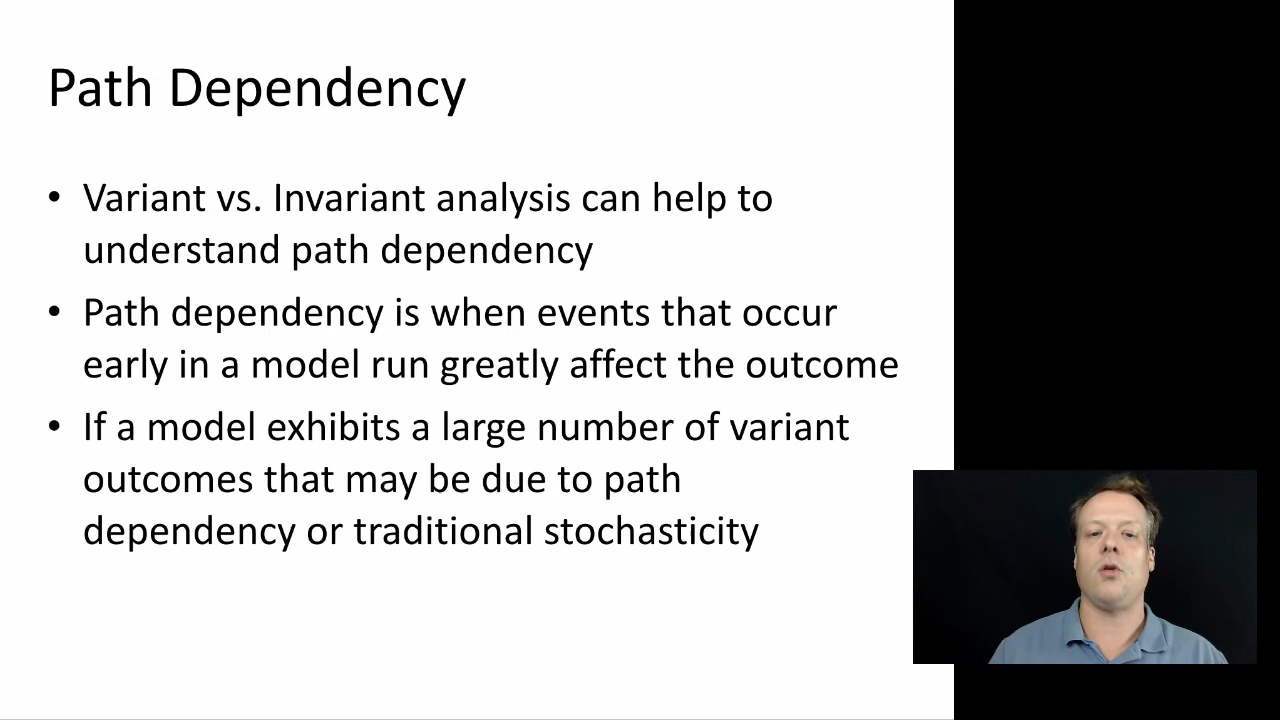 Path Dependency
• Variant vs. Invariant analysis can help to
understand path dependency
• Path dependency is when events that occur
early in a model run greatly affect the outcome
• If a model exhibits a large number of variant
outcomes that may be due to path
dependency or traditional stochasticity